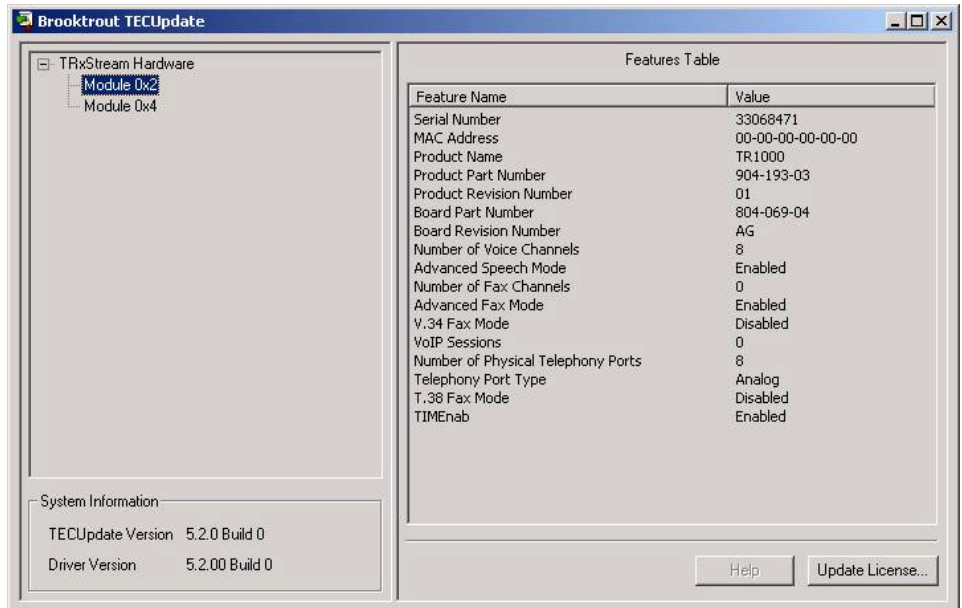 Brooktrout TECUpdate
TRxStream Hardware
Module 0x2
Module 0x4
System Information
TECUpdate Version 5.2.0 Build 0
Driver Version 5.2.00 Build 0
Features Table
Feature Name Value
Serial Number 33068471
MAC Address 00-00-00-00-00-00
Product Name TR1000
Product Part Number 904-193-03
Product Revision Number 01
Board Part Number 804-069-04
Board Revision Number AG
Number of Voice Channels 8
Advanced Speech Mode Enabled
Number of Fax Channels 0
Advanced Fax Mode Enabled
V.34 Fax Mode Disabled
VoIP Sessions 0
Number of Physical Telephony Ports 8
Telephony Port Type Analog
T.38 Fax Mode Disabled
TIMEnab Enabled
Help Update License...